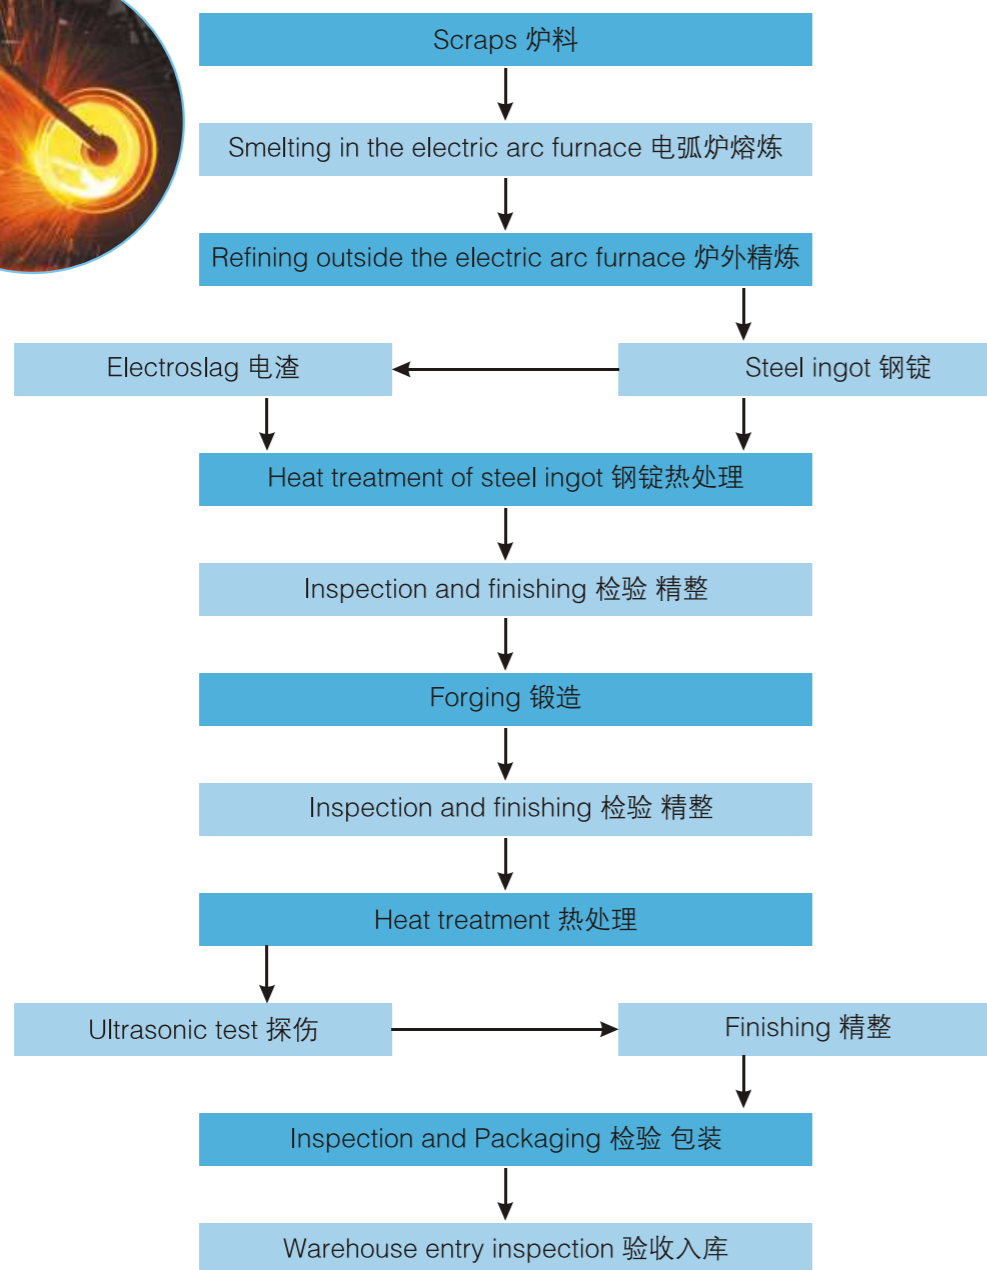 Scraps 炉料
Smelting in the electric arc furnace 电弧炉熔炼
Refining outside the electric arc furnace 炉外精炼
Electroslag 电渣
Steel ingot 钢锭
Heat treatment of steel ingot 钢锭热处理
Inspection and finishing 检验 精整
Forging 锻造
Inspection and finishing 检验 精整
Heat treatment 热处理
Ultrasonic test 探伤
Finishing 精整
Inspection and Packaging 检验 包装
Warehouse entry inspection 验收入库